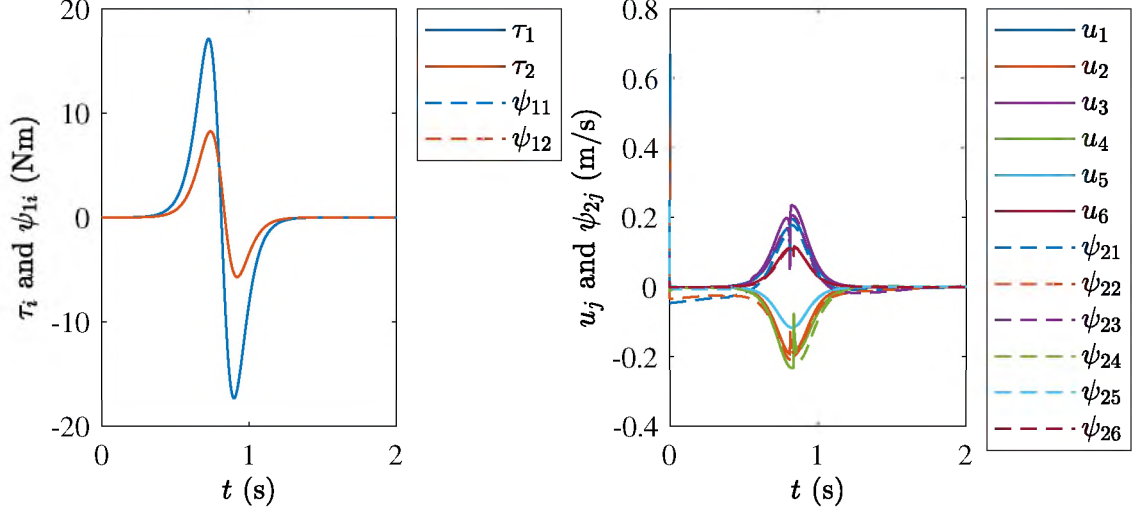 20
10
0
-10
-20
0
1
2
t (s)
τᵢ and ψ₁ᵢ (Nm)
τ₁
τ₂
ψ₁₁
ψ₁₂
0.8
0.6
0.4
0.2
0
-0.2
-0.4
0
1
2
t (s)
uⱼ and ψ₂ⱼ (m/s)
u₁
u₂
u₃
u₄
u₅
u₆
ψ₂₁
ψ₂₂
ψ₂₃
ψ₂₄
ψ₂₅
ψ₂₆